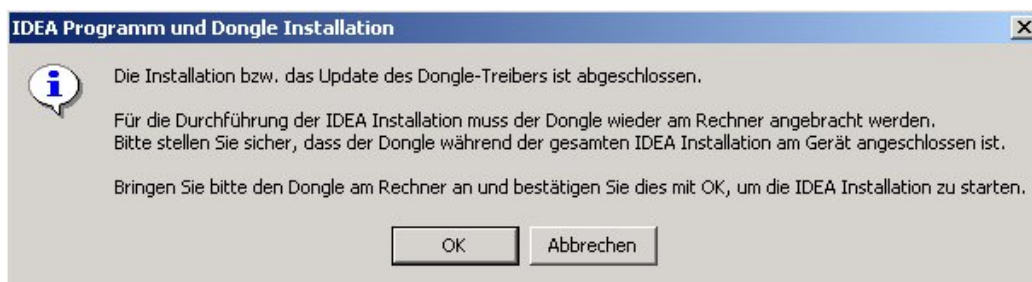 IDEA Programm und Dongle Installation
Die Installation bzw. das Update des Dongle-Treibers ist abgeschlossen.
Für die Durchführung der IDEA Installation muss der Dongle wieder am Rechner angebracht werden.
Bitte stellen Sie sicher, dass der Dongle während der gesamten IDEA Installation am Gerät angeschlossen ist.
Bringen Sie bitte den Dongle am Rechner an und bestätigen Sie dies mit OK, um die IDEA Installation zu starten.
OK Abbrechen